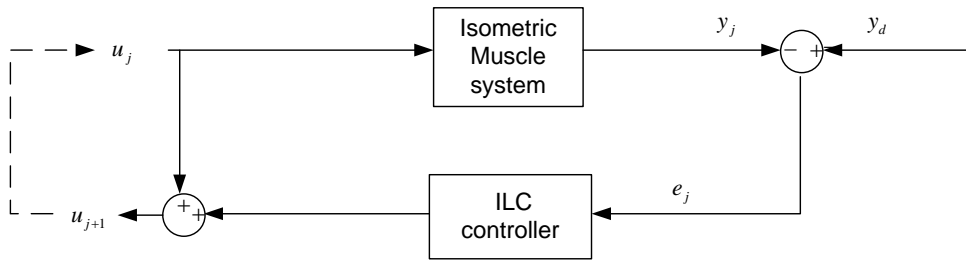 u_j
Isometric
Muscle
system
y_j
−
+
y_d
+
+
u_{j+1}
ILC
controller
e_j